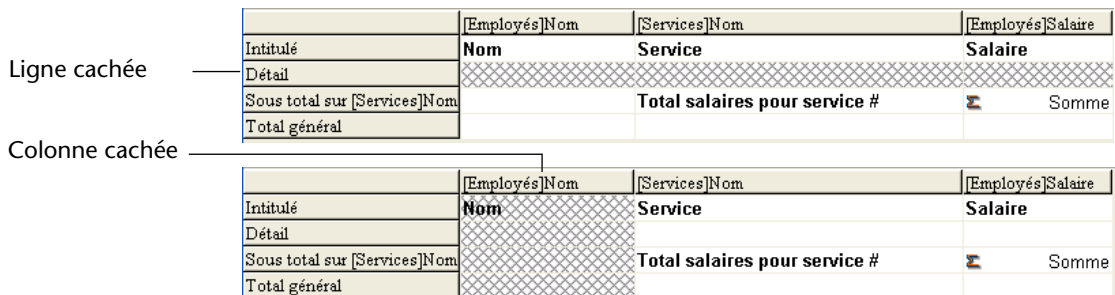 [Employés]Nom [Services]Nom [Employés]Salaire
Intitulé Nom Service Salaire
Ligne cachée Détail
Sous total sur [Services]Nom Total salaires pour service # Σ Somme
Total général
Colonne cachée
[Employés]Nom [Services]Nom [Employés]Salaire
Intitulé Nom Service Salaire
Détail
Sous total sur [Services]Nom Total salaires pour service # Σ Somme
Total général